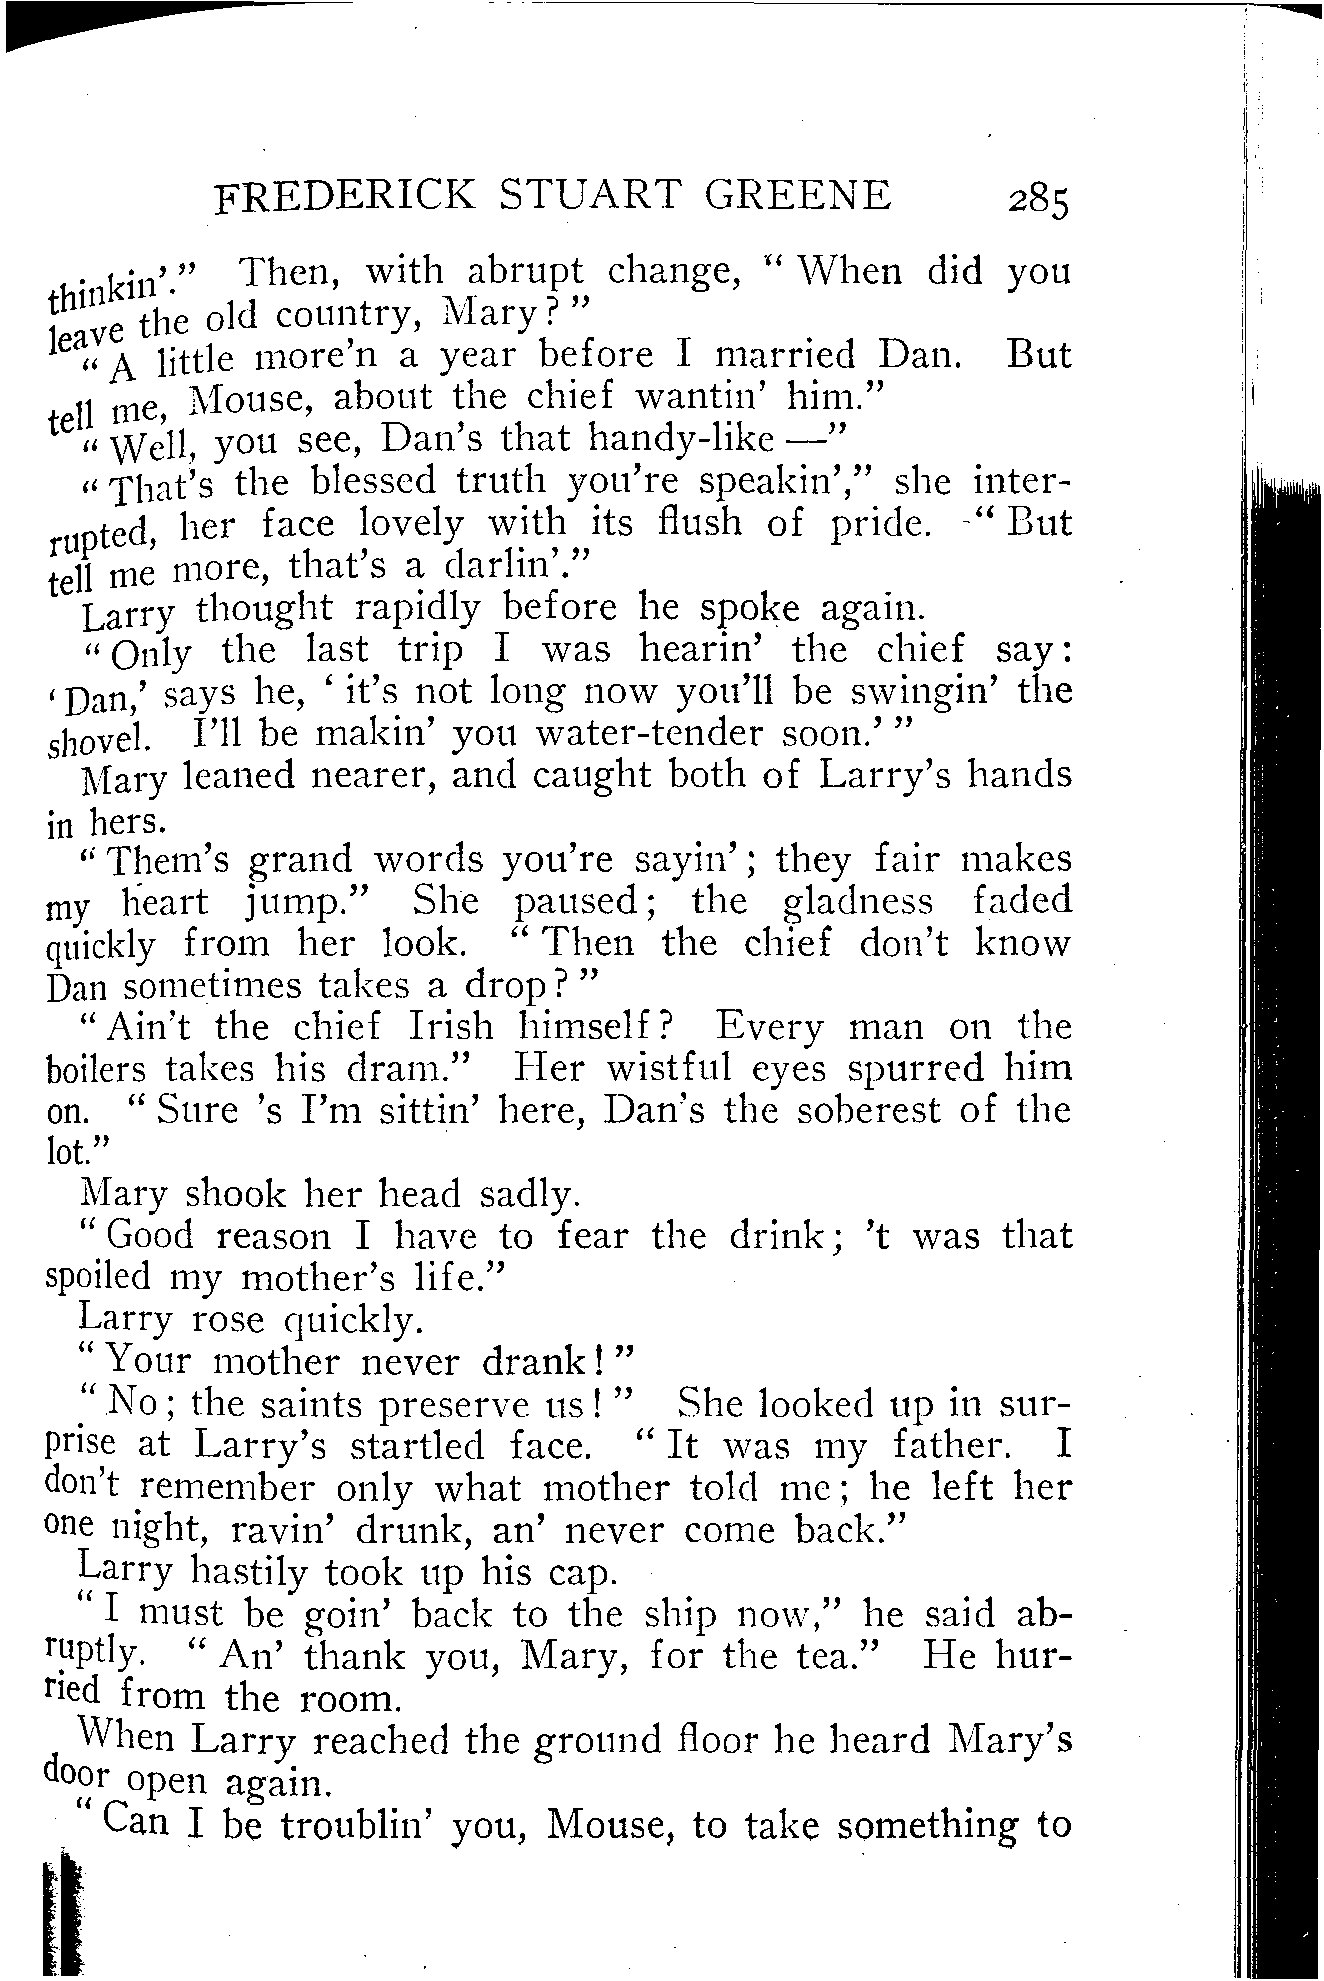 FREDERICK STUART GREENE 285
thinkin'." Then, with abrupt change, "When did you
leave the old country, Mary?"
"A little more'n a year before I married Dan. But
tell me, Mouse, about the chief wantin' him."
"Well, you see, Dan's that handy-like —"
"That's the blessed truth you're speakin'," she inter-
rupted, her face lovely with its flush of pride. "But
tell me more, that's a darlin'."
Larry thought rapidly before he spoke again.
"Only the last trip I was hearin' the chief say:
'Dan,' says he, 'it's not long now you'll be swingin' the
shovel. I'll be makin' you water-tender soon.'"
Mary leaned nearer, and caught both of Larry's hands
in hers.
"Them's grand words you're sayin'; they fair makes
my heart jump." She paused; the gladness faded
quickly from her look. "Then the chief don't know
Dan sometimes takes a drop?"
"Ain't the chief Irish himself? Every man on the
boilers takes his dram." Her wistful eyes spurred him
on. "Sure 's I'm sittin' here, Dan's the soberest of the
lot."
Mary shook her head sadly.
"Good reason I have to fear the drink; 't was that
spoiled my mother's life."
Larry rose quickly.
"Your mother never drank!"
"No; the saints preserve us!" She looked up in sur-
prise at Larry's startled face. "It was my father. I
don't remember only what mother told me; he left her
one night, ravin' drunk, an' never come back."
Larry hastily took up his cap.
"I must be goin' back to the ship now," he said ab-
ruptly. "An' thank you, Mary, for the tea." He hur-
ried from the room.
When Larry reached the ground floor he heard Mary's
door open again.
"Can I be troublin' you, Mouse, to take something to